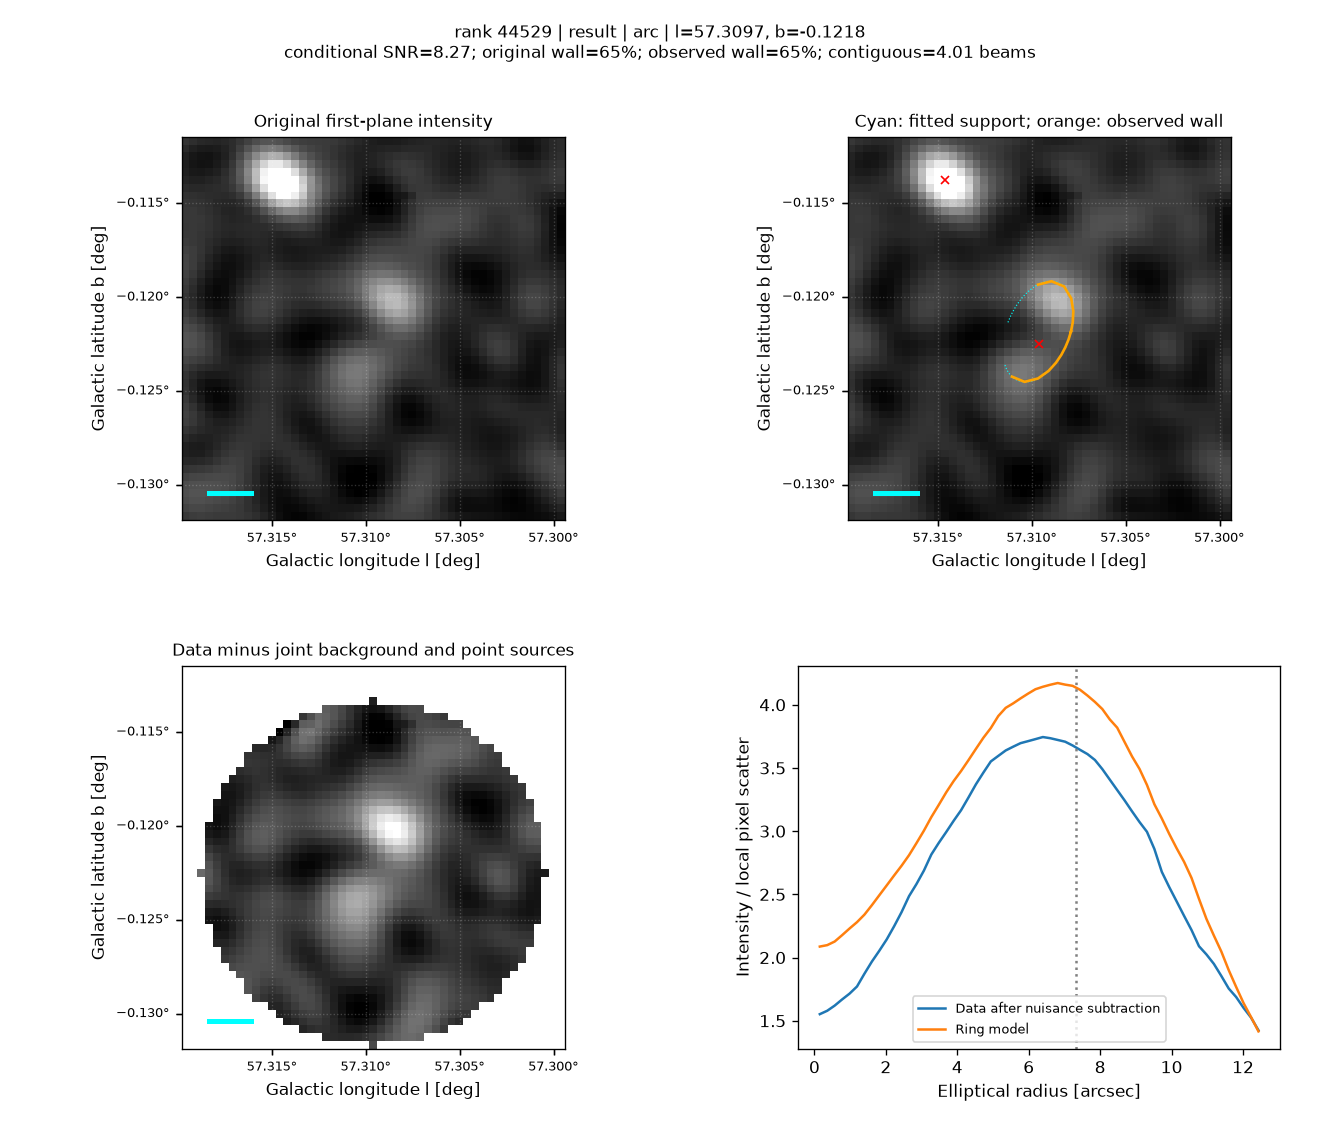 rank 44529 | result | arc | l=57.3097, b=-0.1218
conditional SNR=8.27; original wall=65%; observed wall=65%; contiguous=4.01 beams
Original first-plane intensity
Cyan: fitted support; orange: observed wall
−0.115°
−0.120°
−0.125°
−0.130°
Galactic latitude b [deg]
57.315°
57.310°
57.305°
57.300°
Galactic longitude l [deg]
−0.115°
−0.120°
−0.125°
−0.130°
Galactic latitude b [deg]
57.315°
57.310°
57.305°
57.300°
Galactic longitude l [deg]
Data minus joint background and point sources
−0.115°
−0.120°
−0.125°
−0.130°
Galactic latitude b [deg]
57.315°
57.310°
57.305°
57.300°
Galactic longitude l [deg]
4.0
3.5
3.0
2.5
2.0
1.5
Intensity / local pixel scatter
Data after nuisance subtraction
Ring model
0
2
4
6
8
10
12
Elliptical radius [arcsec]